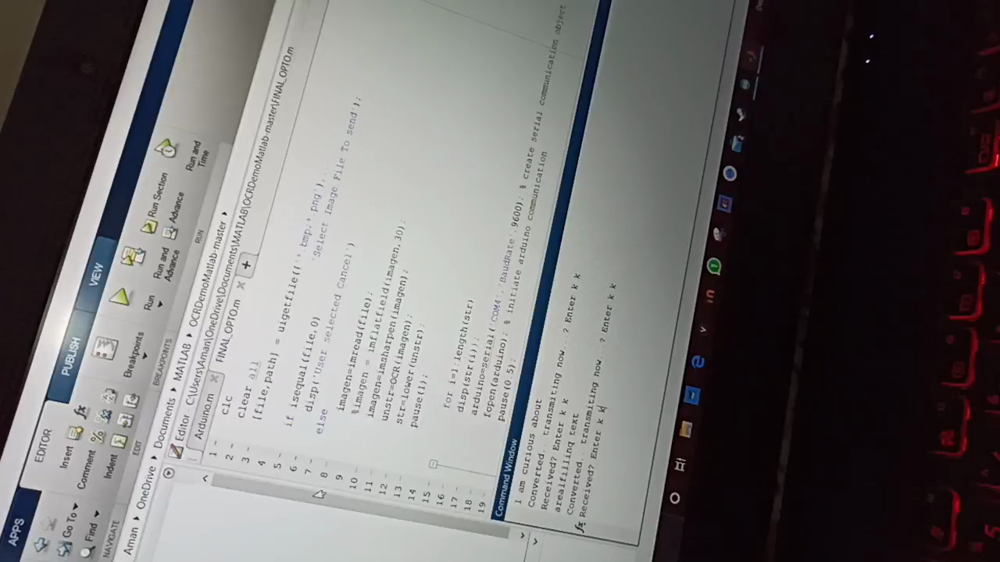 APPS
EDITOR
PUBLISH
VIEW
Go To
Find
NAVIGATE
Insert
fx
Comment
%
Indent
EDIT
Breakpoints
BREAKPOINTS
Run
Run and
Advance
Run Section
Advance
Run and
Time
RUN
Aman ▸ OneDrive ▸ Documents ▸ MATLAB ▸ OCRDemoMatlab-master ▸
Editor C:\Users\Aman\OneDrive\Documents\MATLAB\OCRDemoMatlab-master\FINAL_OPTO.m
Arduino.m × FINAL_OPTO.m × +
1 - clc
2 - clear all
3 - [file,path] = uigetfile({'*.bmp;*.png'},...
4 'Select Image File To send');
5 - if isequal(file,0)
6 - disp('User selected Cancel')
7 - else
8 -
9 imagen=imread(file);
10 - %imagen = imflatfield(imagen,30);
11 - imagen=imsharpen(imagen);
12 - unstr=OCR(imagen);
13 - str=lower(unstr);
14 - pause(1);
15 -
16 - for i=1:length(str)
17 - disp(str(i));
18 - arduino=serial('COM4','BaudRate',9600); % create serial communication object
19 - fopen(arduino); % initiate arduino communication
pause(0.5);
Command Window
I am curious about
Converted.. transmiting now...? Enter k k
Received? Enter k k
arealfilling text
Converted.. transmiting now...? Enter k k
fx Received? Enter k k